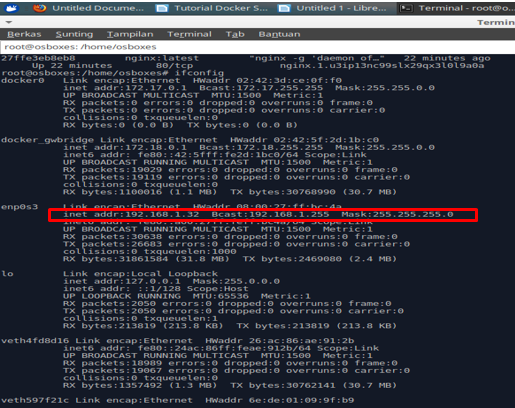 Untitled Docume...
Tutorial Docker S...
Untitled 1 - Libre...
Terminal - root@os...
Termin
Berkas Sunting Tampilan Terminal Tab Bantuan
root@osboxes: /home/osboxes
27ffe3eb8eb8 nginx:latest "nginx -g 'daemon of…" 22 minutes ago
Up 22 minutes 80/tcp nginx.1.u3ip13nc99slx29qx3l0l9a0a
root@osboxes:/home/osboxes# ifconfig
docker0 Link encap:Ethernet HWaddr 02:42:3d:ce:0f:f0
inet addr:172.17.0.1 Bcast:172.17.255.255 Mask:255.255.0.0
UP BROADCAST MULTICAST MTU:1500 Metric:1
RX packets:0 errors:0 dropped:0 overruns:0 frame:0
TX packets:0 errors:0 dropped:0 overruns:0 carrier:0
collisions:0 txqueuelen:0
RX bytes:0 (0.0 B) TX bytes:0 (0.0 B)
docker_gwbridge Link encap:Ethernet HWaddr 02:42:5f:2d:1b:c0
inet addr:172.18.0.1 Bcast:172.18.255.255 Mask:255.255.0.0
inet6 addr: fe80::42:5fff:fe2d:1bc0/64 Scope:Link
UP BROADCAST RUNNING MULTICAST MTU:1500 Metric:1
RX packets:19029 errors:0 dropped:0 overruns:0 frame:0
TX packets:19119 errors:0 dropped:0 overruns:0 carrier:0
collisions:0 txqueuelen:0
RX bytes:1100016 (1.1 MB) TX bytes:30768990 (30.7 MB)
enp0s3 Link encap:Ethernet HWaddr 08:00:27:ff:bc:4a
inet addr:192.168.1.32 Bcast:192.168.1.255 Mask:255.255.255.0
UP BROADCAST RUNNING MULTICAST MTU:1500 Metric:1
RX packets:30638 errors:0 dropped:0 overruns:0 frame:0
TX packets:26683 errors:0 dropped:0 overruns:0 carrier:0
collisions:0 txqueuelen:1000
RX bytes:31861584 (31.8 MB) TX bytes:2469080 (2.4 MB)
lo Link encap:Local Loopback
inet addr:127.0.0.1 Mask:255.0.0.0
inet6 addr: ::1/128 Scope:Host
UP LOOPBACK RUNNING MTU:65536 Metric:1
RX packets:2050 errors:0 dropped:0 overruns:0 frame:0
TX packets:2050 errors:0 dropped:0 overruns:0 carrier:0
collisions:0 txqueuelen:1
RX bytes:213819 (213.8 KB) TX bytes:213819 (213.8 KB)
veth4fd8d16 Link encap:Ethernet HWaddr 26:ac:86:ae:91:2b
inet6 addr: fe80::24ac:86ff:feae:912b/64 Scope:Link
UP BROADCAST RUNNING MULTICAST MTU:1500 Metric:1
RX packets:18989 errors:0 dropped:0 overruns:0 frame:0
TX packets:19067 errors:0 dropped:0 overruns:0 carrier:0
collisions:0 txqueuelen:0
RX bytes:1357492 (1.3 MB) TX bytes:30762141 (30.7 MB)
veth597f21c Link encap:Ethernet HWaddr 6e:de:01:09:9f:b9